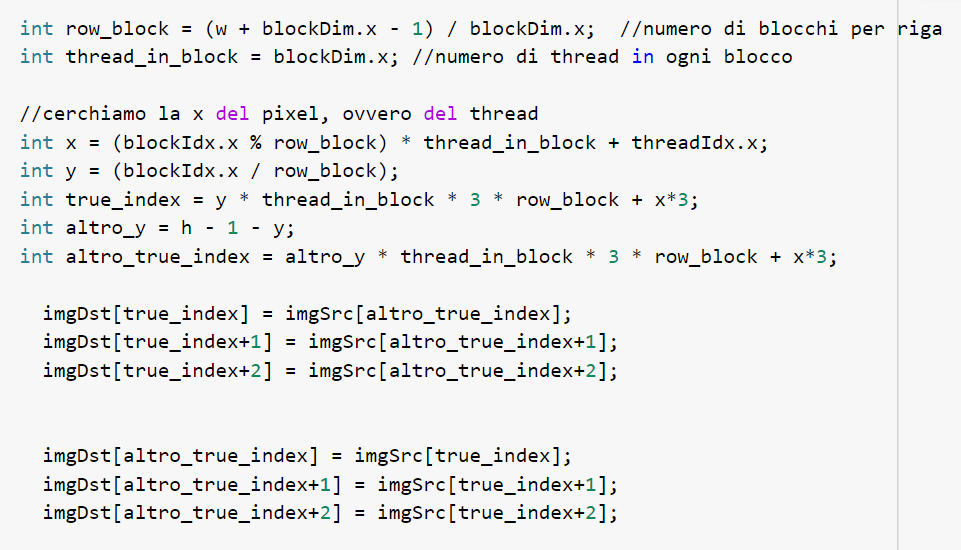 int row_block = (w + blockDim.x - 1) / blockDim.x;  //numero di blocchi per riga
int thread_in_block = blockDim.x; //numero di thread in ogni blocco
//cerchiamo la x del pixel, ovvero del thread
int x = (blockIdx.x % row_block) * thread_in_block + threadIdx.x;
int y = (blockIdx.x / row_block);
int true_index = y * thread_in_block * 3 * row_block + x*3;
int altro_y = h - 1 - y;
int altro_true_index = altro_y * thread_in_block * 3 * row_block + x*3;
imgDst[true_index] = imgSrc[altro_true_index];
imgDst[true_index+1] = imgSrc[altro_true_index+1];
imgDst[true_index+2] = imgSrc[altro_true_index+2];
imgDst[altro_true_index] = imgSrc[true_index];
imgDst[altro_true_index+1] = imgSrc[true_index+1];
imgDst[altro_true_index+2] = imgSrc[true_index+2];